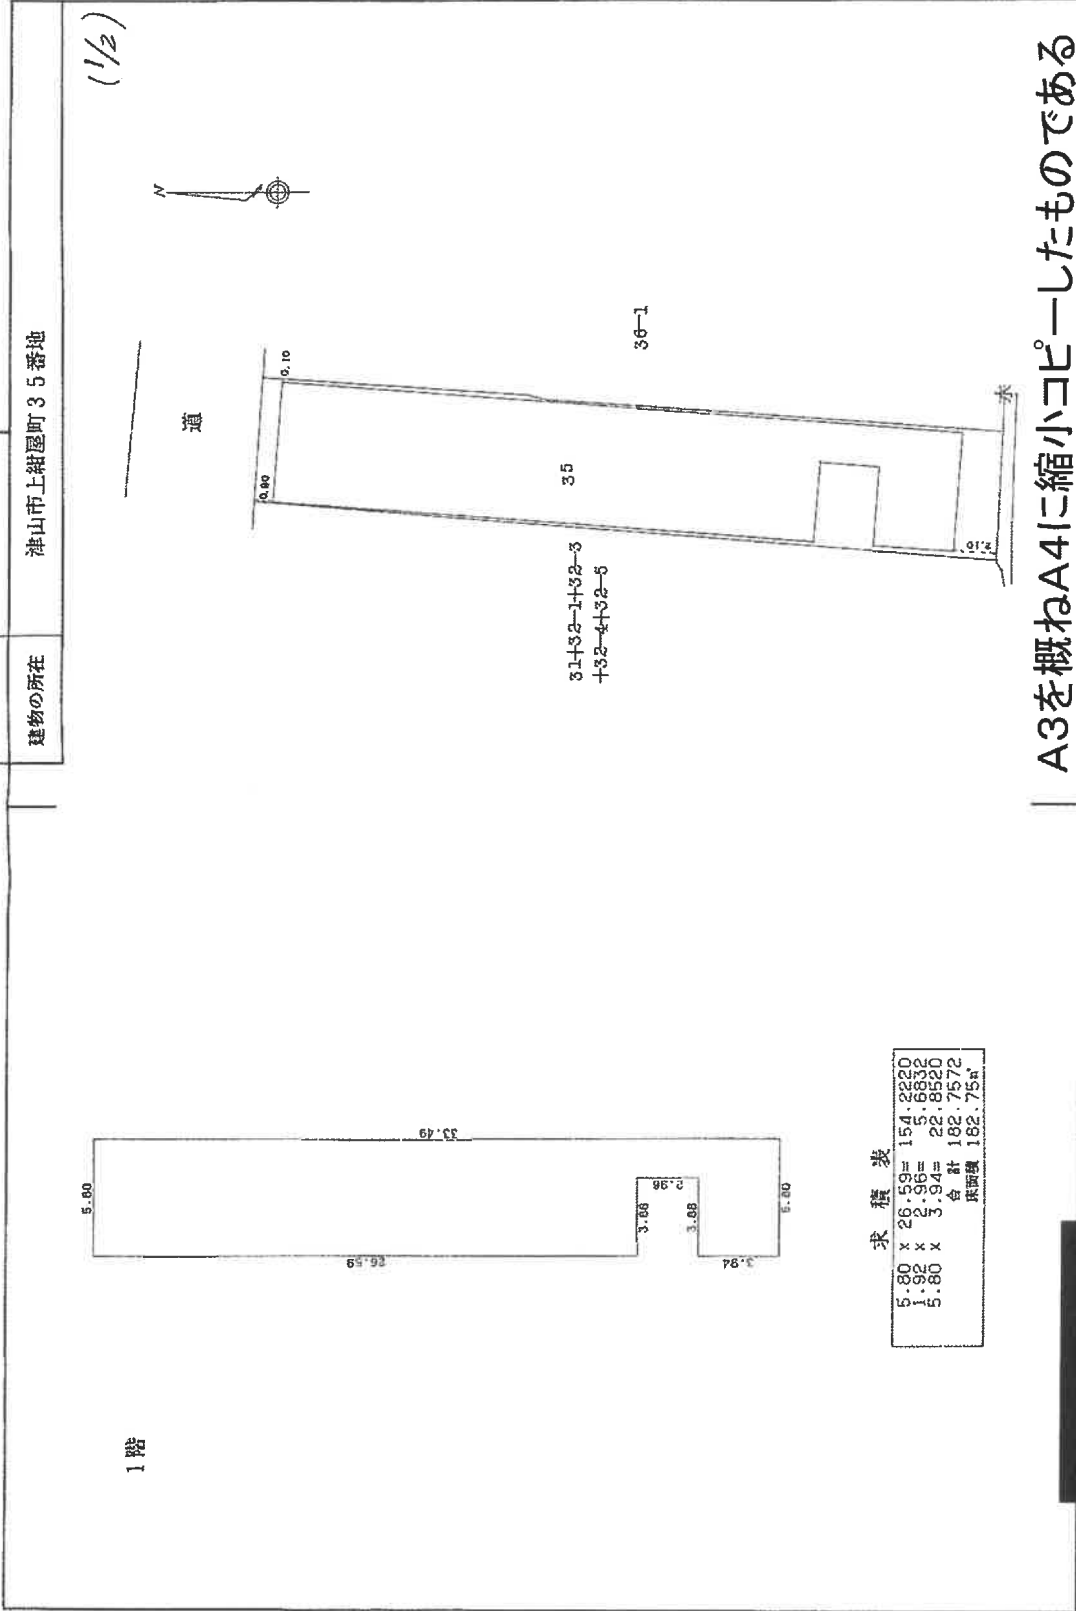 建物の所在
津山市上紺屋町35番地
(1/2)
1階
5.80
26.59
33.49
3.88
2.96
3.88
3.94
5.80
求積表
5.80 x 26.59= 154.2220
1.92 x 2.96= 5.6832
5.80 x 3.94= 22.8520
合計 182.7572
床面積 182.75㎡
N
道
0.90
0.10
35
36-1
31+32-1+32-3
+32-4+32-5
2.10
水
A3を概ねA4に縮小コピーしたものである